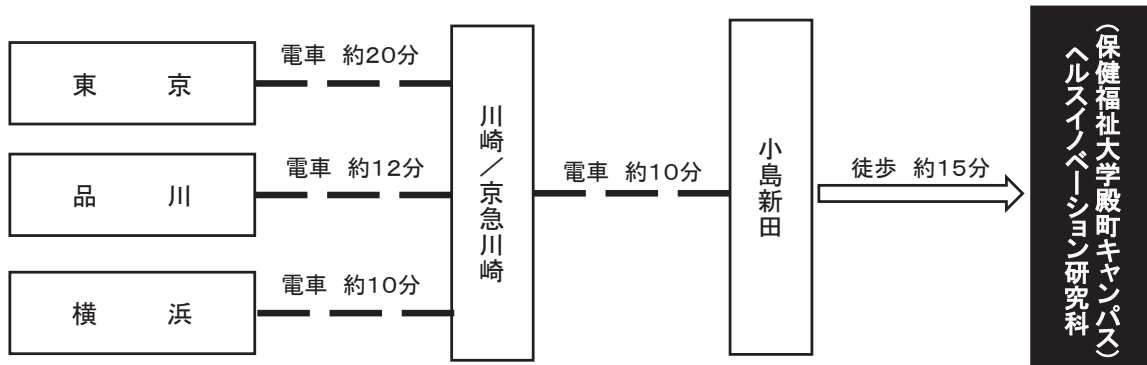 東　京
電車　約20分
品　川
電車　約12分
横　浜
電車　約10分
川崎／京急川崎
電車　約10分
小島新田
徒歩　約15分
（保健福祉大学殿町キャンパス）
ヘルスイノベーション研究科